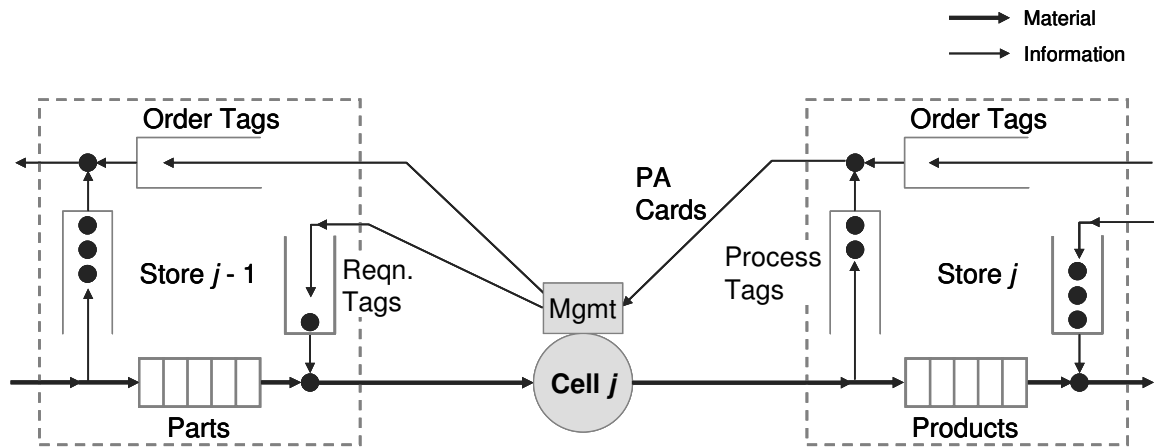 Material
Information
Order Tags
Order Tags
PA
Cards
Store j - 1
Reqn.
Tags
Process
Tags
Store j
Mgmt
Cell j
Parts
Products